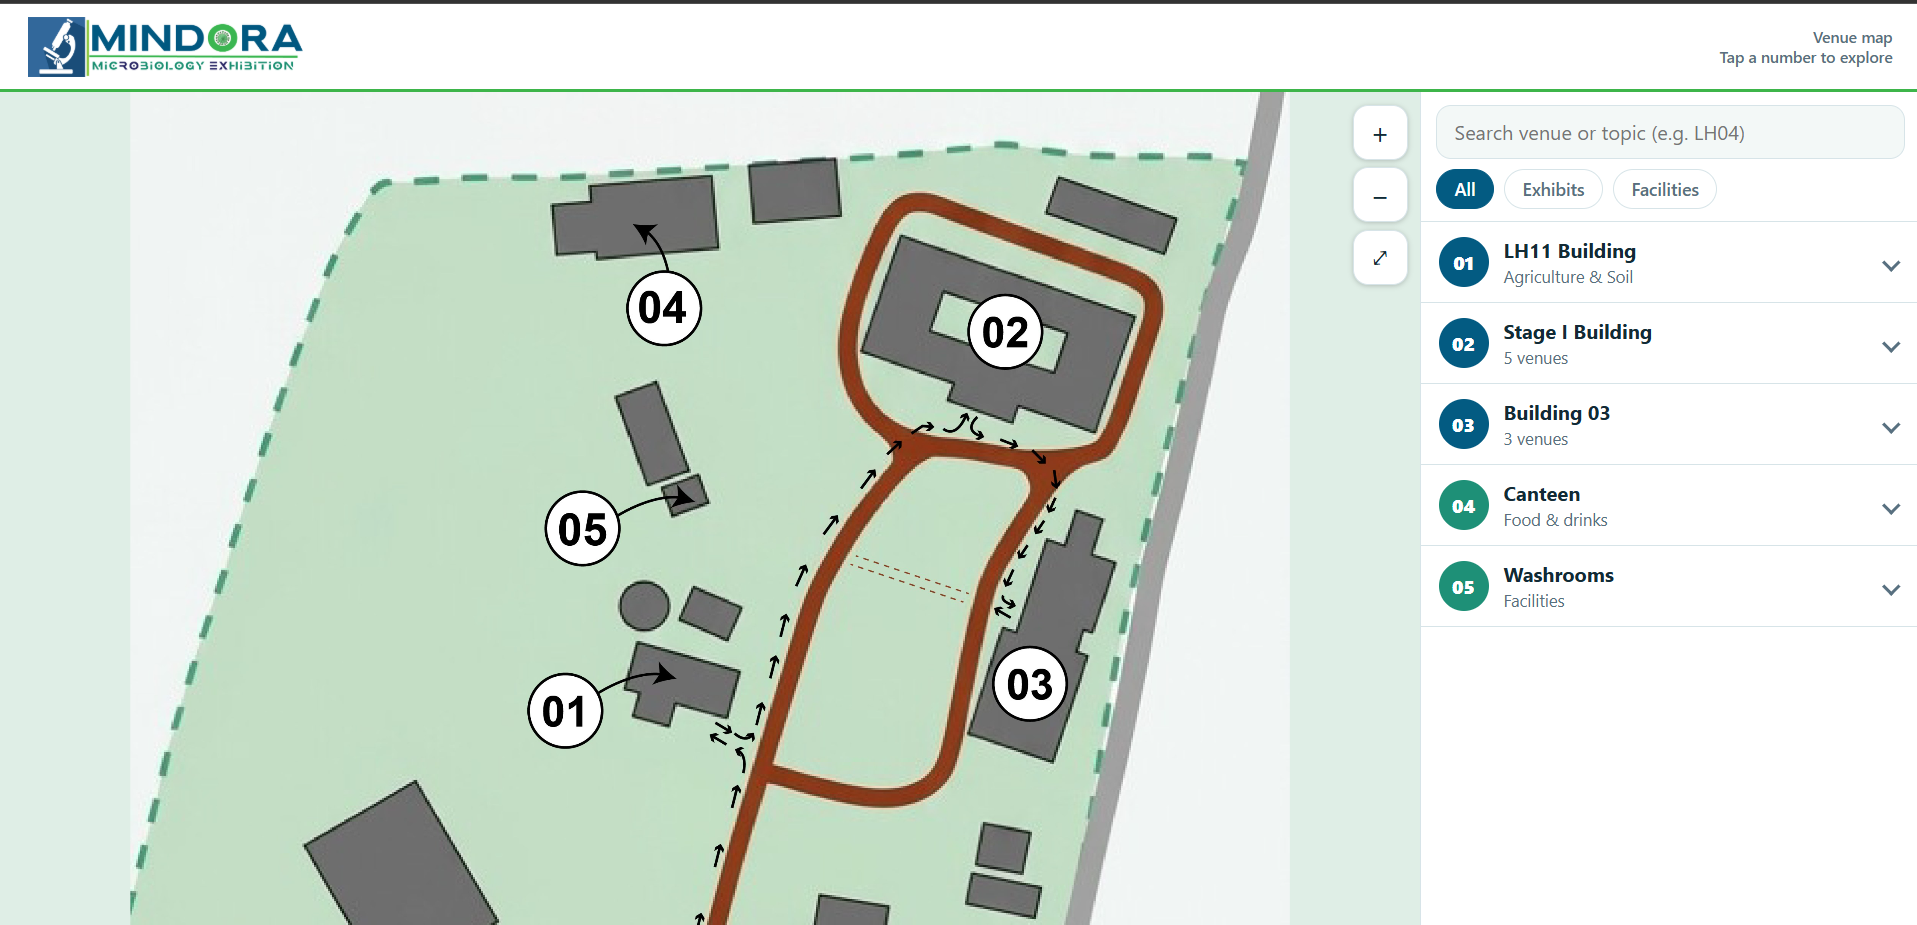 MINDORA
MICROBIOLOGY EXHIBITION
Venue map
Tap a number to explore
04
02
05
01
03
+
−
Search venue or topic (e.g. LH04)
All
Exhibits
Facilities
01
LH11 Building
Agriculture & Soil
02
Stage I Building
5 venues
03
Building 03
3 venues
04
Canteen
Food & drinks
05
Washrooms
Facilities